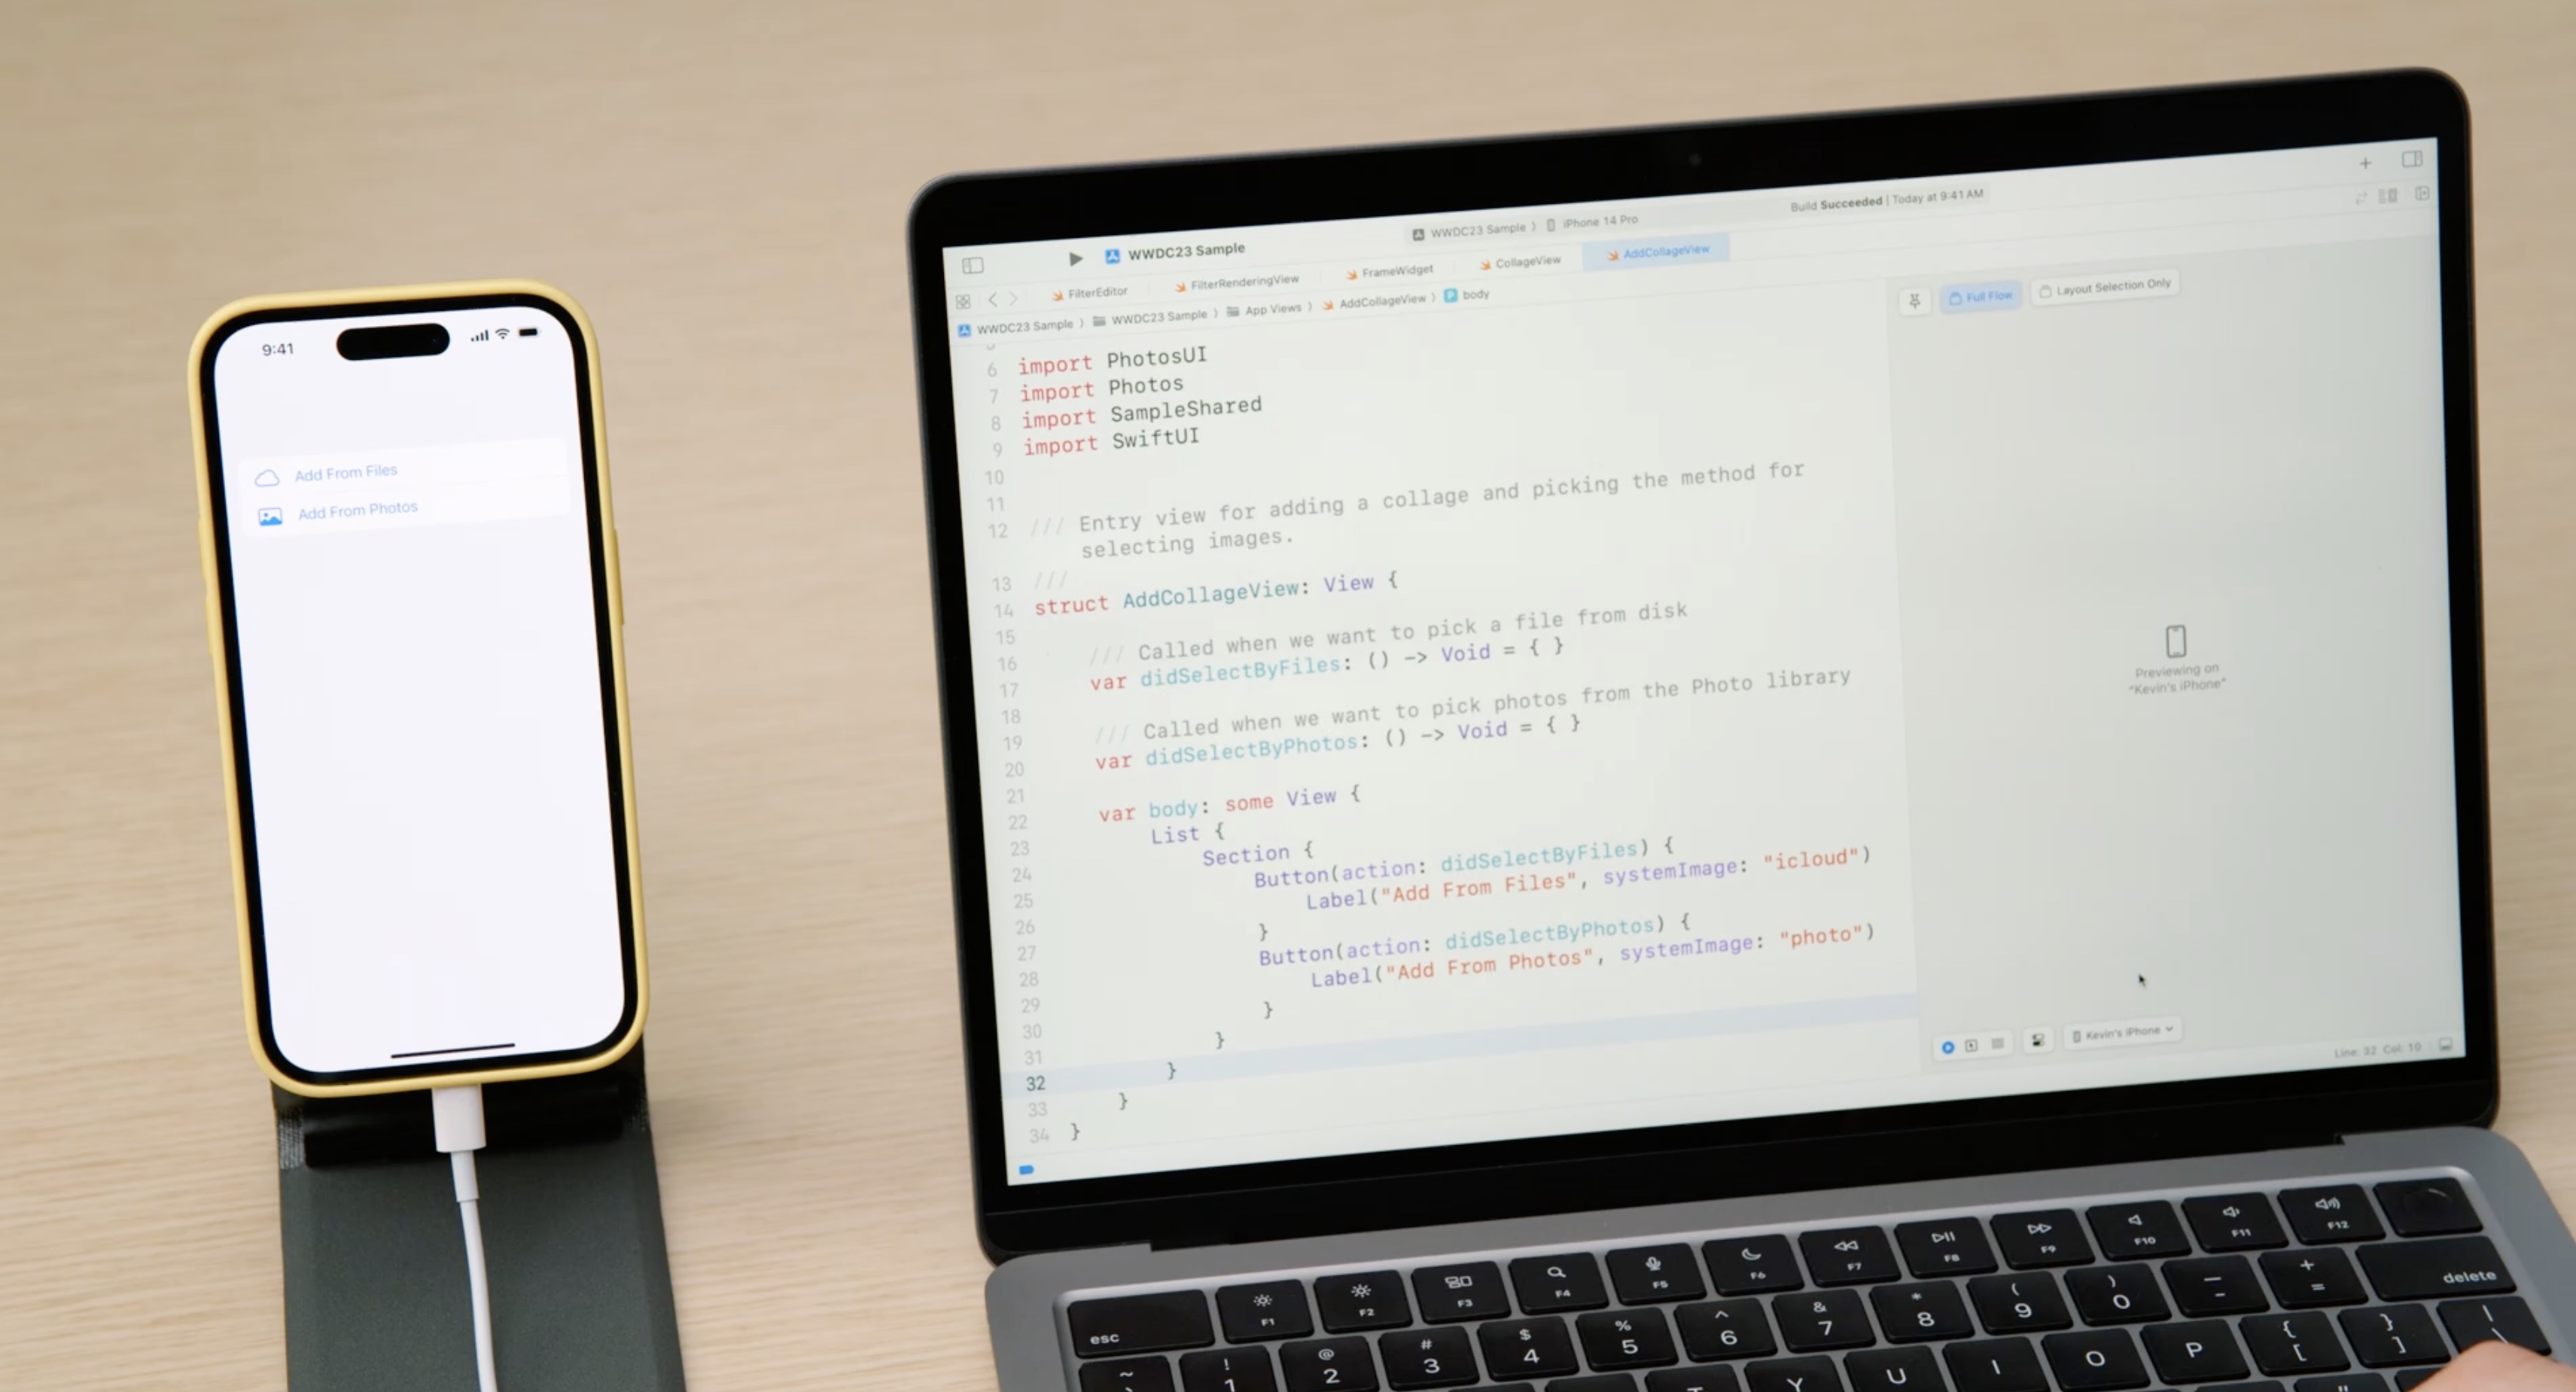 9:41
Add From Files
Add From Photos
WWDC23 Sample
WWDC23 Sample 〉 iPhone 14 Pro
Build Succeeded | Today at 9:41 AM
FilterEditor
FilterRenderingView
FrameWidget
CollageView
AddCollageView
WWDC23 Sample 〉 WWDC23 Sample 〉 App Views 〉 AddCollageView 〉 P body
Full Flow
Layout Selection Only
6 import PhotosUI
7 import Photos
8 import SampleShared
9 import SwiftUI
10
11
12 /// Entry view for adding a collage and picking the method for
selecting images.
13 ///
14 struct AddCollageView: View {
15
16 /// Called when we want to pick a file from disk
17 var didSelectByFiles: () -> Void = { }
18
19 /// Called when we want to pick photos from the Photo library
20 var didSelectByPhotos: () -> Void = { }
21
22 var body: some View {
23 List {
24 Section {
25 Button(action: didSelectByFiles) {
26 Label("Add From Files", systemImage: "icloud")
27 }
28 Button(action: didSelectByPhotos) {
29 Label("Add From Photos", systemImage: "photo")
30 }
31 }
32 }
33 }
34 }
Previewing on
"Kevin's iPhone"
Kevin's iPhone
Line: 32 Col: 10
esc F1 F2 F3 F4 F5 F6 F7 F8 F9 F10 F11 F12
~ ! 1 @ 2 # 3 $ 4 % 5 ^ 6 & 7 * 8 ( 9 ) 0 — - + = delete
Y U I O P { [ } ] | \